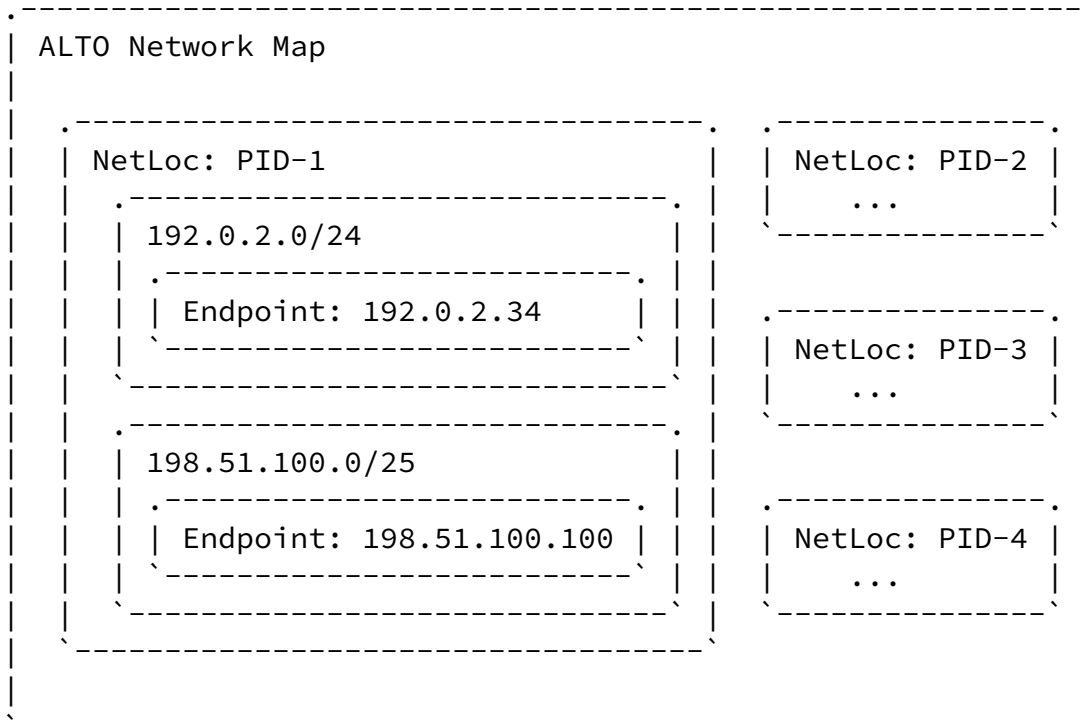 ALTO Network Map
NetLoc: PID-1
192.0.2.0/24
Endpoint: 192.0.2.34
198.51.100.0/25
Endpoint: 198.51.100.100
NetLoc: PID-2
...
NetLoc: PID-3
...
NetLoc: PID-4
...